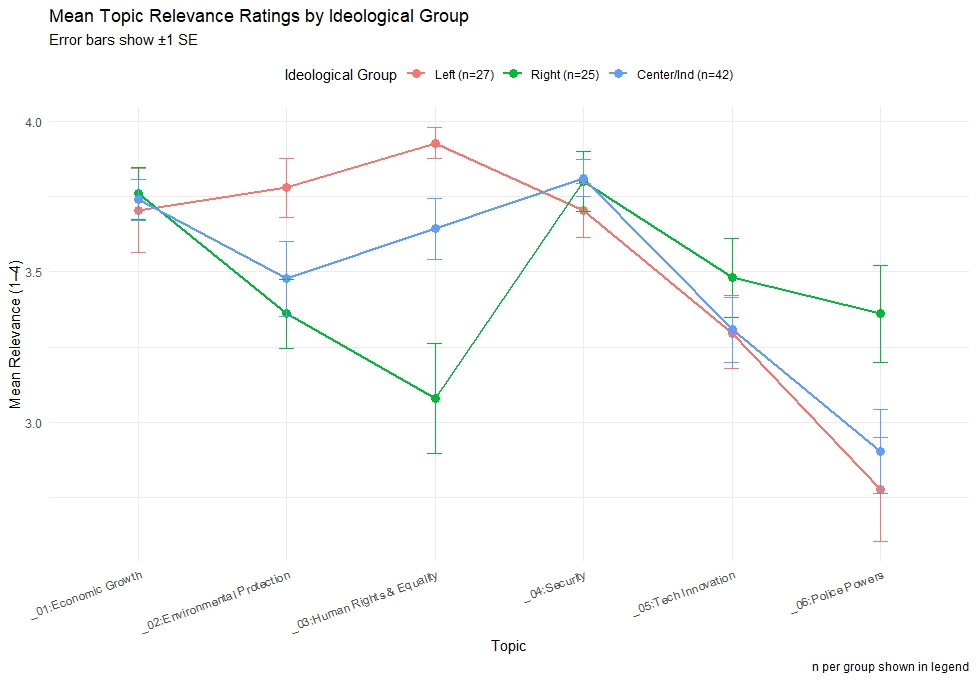 Mean Topic Relevance Ratings by Ideological Group
Error bars show ±1 SE
Ideological Group Left (n=27) Right (n=25) Center/Ind (n=42)
Mean Relevance (1–4)
4.0
3.5
3.0
_01:Economic Growth
_02:Environmental Protection
_03:Human Rights & Equality
_04:Security
_05:Tech Innovation
_06:Police Powers
Topic
n per group shown in legend